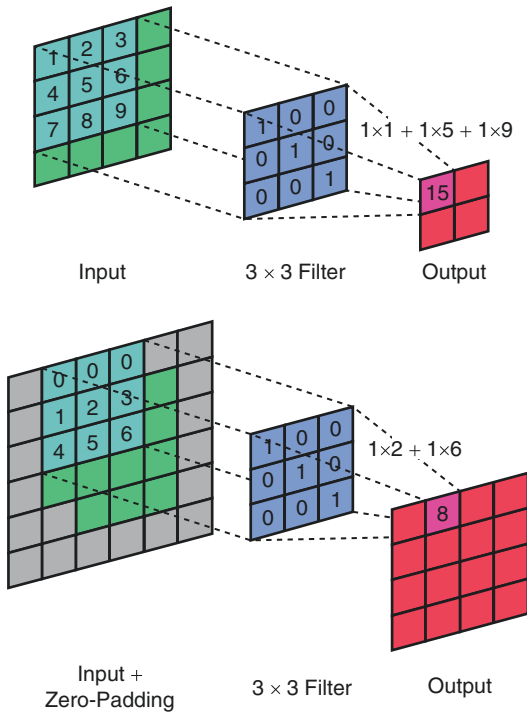 1 2 3
4 5 6
7 8 9
1 0 0
0 1 0
0 0 1
1×1 + 1×5 + 1×9
15
Input
3 × 3 Filter
Output
0 0 0
1 2 3
4 5 6
1 0 0
0 1 0
0 0 1
1×2 + 1×6
8
Input +
Zero-Padding
3 × 3 Filter
Output